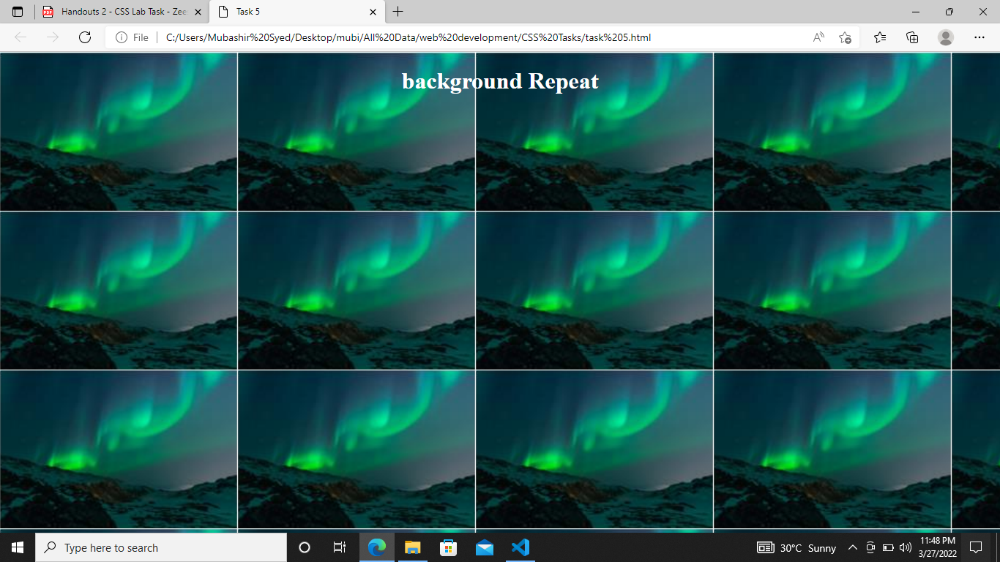 Handouts 2 - CSS Lab Task - Zees
Task 5
File
C:/Users/Mubashir%20Syed/Desktop/mubi/All%20Data/web%20development/CSS%20Tasks/task%205.html
background Repeat
Type here to search
30°C Sunny
11:48 PM
3/27/2022